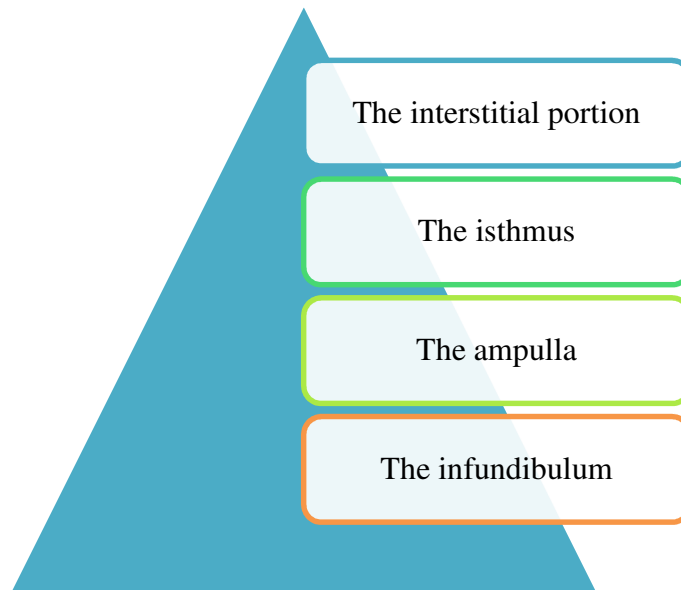 The interstitial portion
The isthmus
The ampulla
The infundibulum